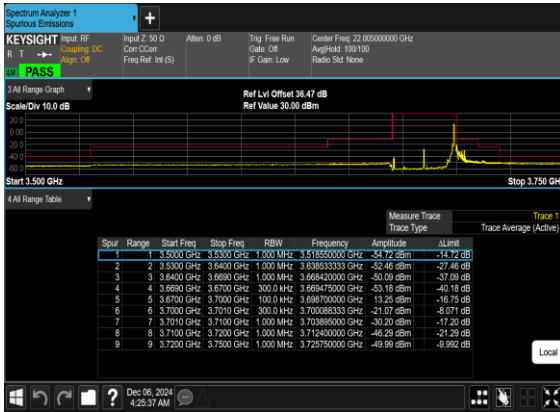 Spectrum Analyzer 1
Spurious Emissions
+
KEYSIGHT Input: RF Input Z: 50 Ω Atten: 0 dB Trig: Free Run Center Freq: 22.005000000 GHz
R T Coupling: DC Corr CCorr Gate: Off Avg|Hold: 100/100
Align: Off Freq Ref: Int (S) IF Gain: Low Radio Std: None
PASS
3 All Range Graph
Ref Lvl Offset 36.47 dB
Scale/Div 10.0 dB Ref Value 30.00 dBm
20.0
0.00
-20.0
-40.0
-60.0
Start 3.500 GHz Stop 3.750 GH
4 All Range Table
Measure Trace Trace 1
Trace Type Trace Average (Active)
Spur Range Start Freq Stop Freq RBW Frequency Amplitude ΔLimit
1 1 3.5000 GHz 3.5300 GHz 1.000 MHz 3.518550000 GHz -54.72 dBm -14.72 dB
2 2 3.5300 GHz 3.6400 GHz 1.000 MHz 3.638533333 GHz -52.46 dBm -27.46 dB
3 3 3.6400 GHz 3.6690 GHz 1.000 MHz 3.668420000 GHz -50.09 dBm -37.09 dB
4 4 3.6690 GHz 3.6700 GHz 300.0 kHz 3.669475000 GHz -53.18 dBm -40.18 dB
5 5 3.6700 GHz 3.7000 GHz 100.0 kHz 3.698700000 GHz 13.25 dBm -16.75 dB
6 6 3.7000 GHz 3.7010 GHz 300.0 kHz 3.700088333 GHz -21.07 dBm -8.071 dB
7 7 3.7010 GHz 3.7100 GHz 1.000 MHz 3.703895000 GHz -30.20 dBm -17.20 dB
8 8 3.7100 GHz 3.7200 GHz 1.000 MHz 3.712400000 GHz -46.29 dBm -21.29 dB
9 9 3.7200 GHz 3.7500 GHz 1.000 MHz 3.725750000 GHz -49.99 dBm -9.992 dB
Local
? Dec 06, 2024
4:25:37 AM